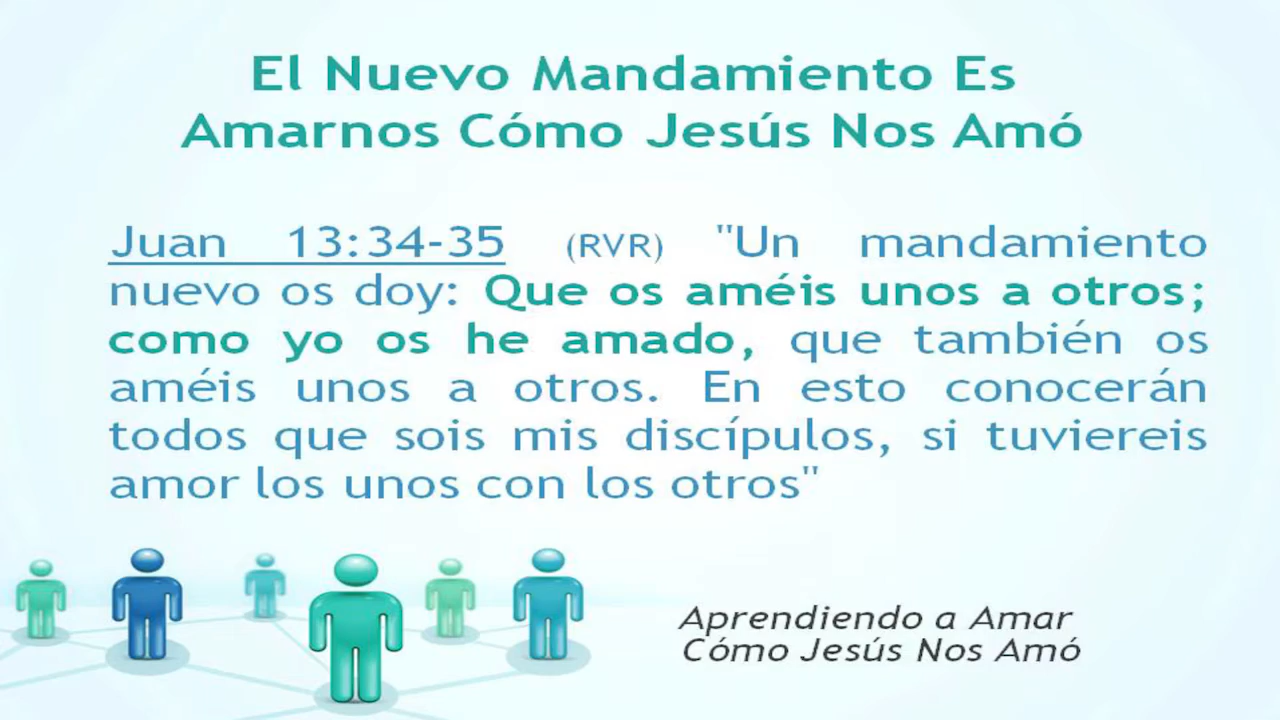 El Nuevo Mandamiento Es
Amarnos Cómo Jesús Nos Amó
Juan 13:34-35 (RVR) "Un mandamiento
nuevo os doy: Que os améis unos a otros;
como yo os he amado, que también os
améis unos a otros. En esto conocerán
todos que sois mis discípulos, si tuviereis
amor los unos con los otros"
Aprendiendo a Amar
Cómo Jesús Nos Amó